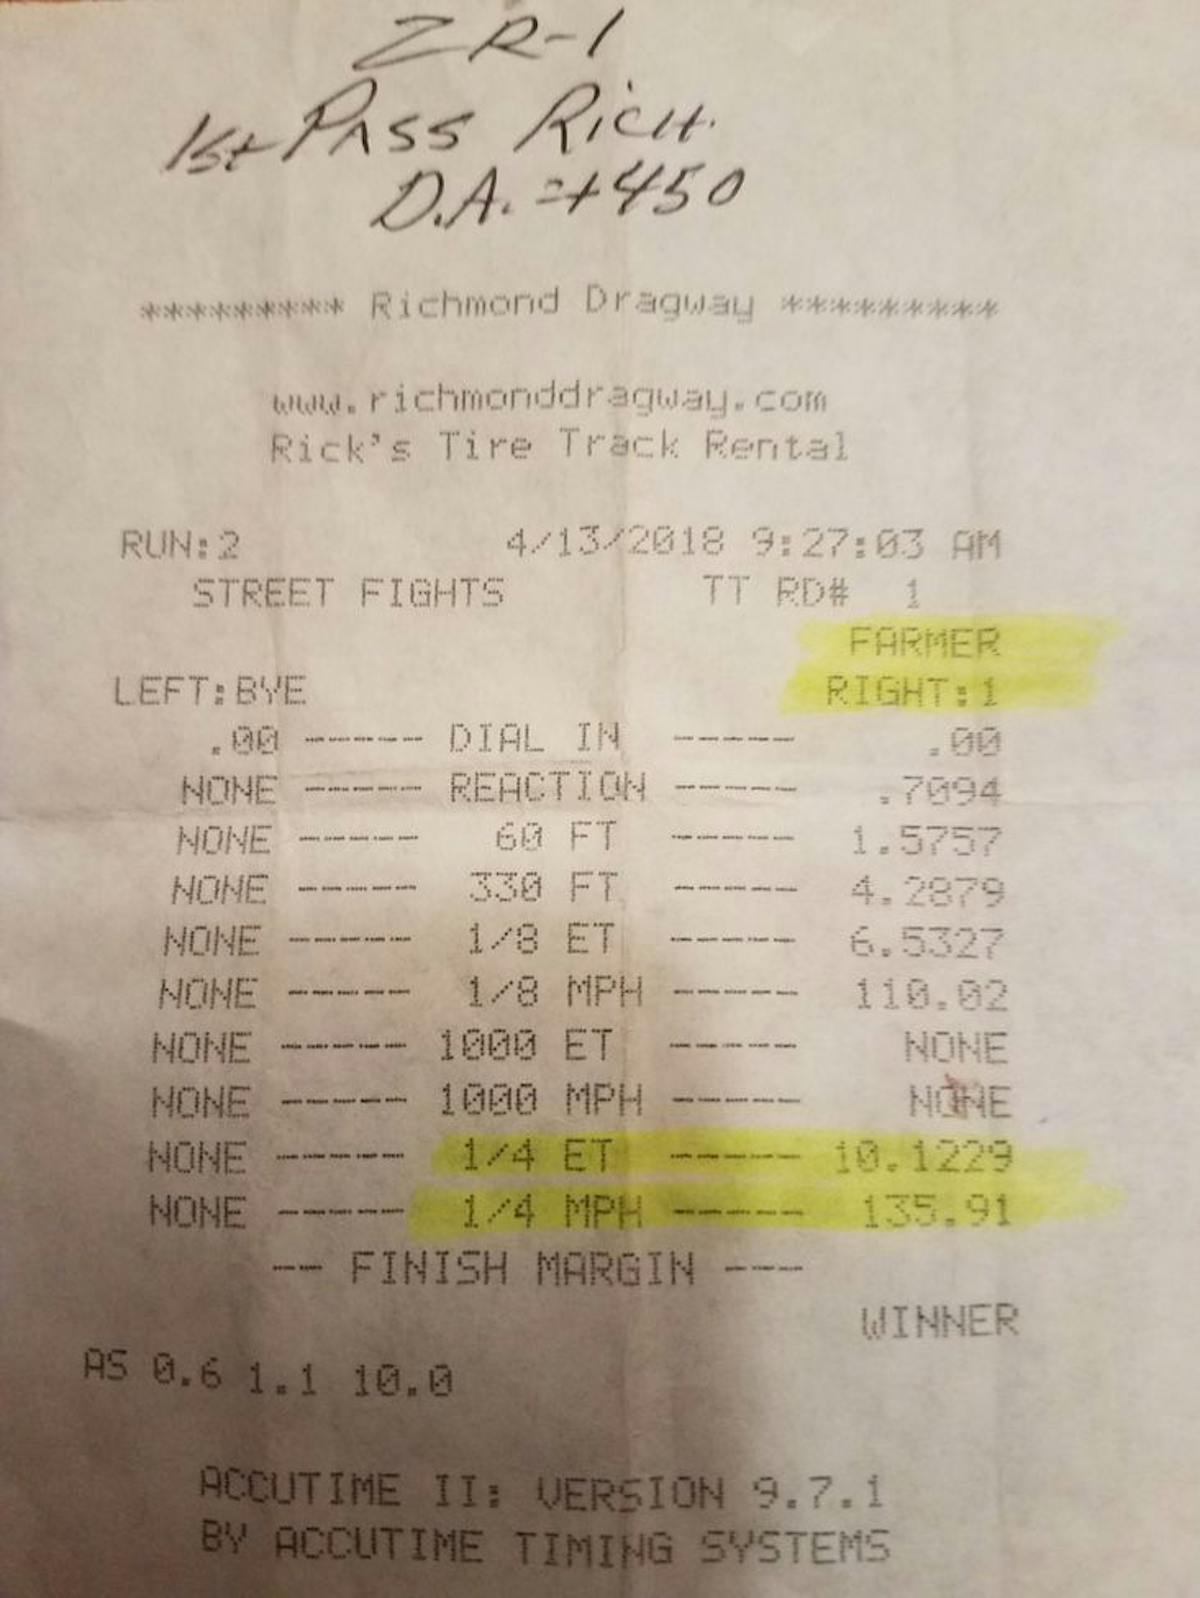 ZR-1
1st PASS RICH.
D.A. = +450
********* Richmond Dragway *********
www.richmonddragway.com
Rick's Tire Track Rental
RUN:2 4/13/2018 9:27:03 AM
STREET FIGHTS TT RD# 1
FARMER
LEFT:BYE RIGHT:1
.00 ----- DIAL IN ----- .00
NONE ----- REACTION ----- .7094
NONE ----- 60 FT ----- 1.5757
NONE ----- 330 FT ----- 4.2879
NONE ----- 1/8 ET ----- 6.5327
NONE ----- 1/8 MPH ----- 110.02
NONE ----- 1000 ET ----- NONE
NONE ----- 1000 MPH ----- NONE
NONE ----- 1/4 ET ----- 10.1229
NONE ----- 1/4 MPH ----- 135.91
-- FINISH MARGIN ---
WINNER
AS 0.6 1.1 10.0
ACCUTIME II: VERSION 9.7.1
BY ACCUTIME TIMING SYSTEMS